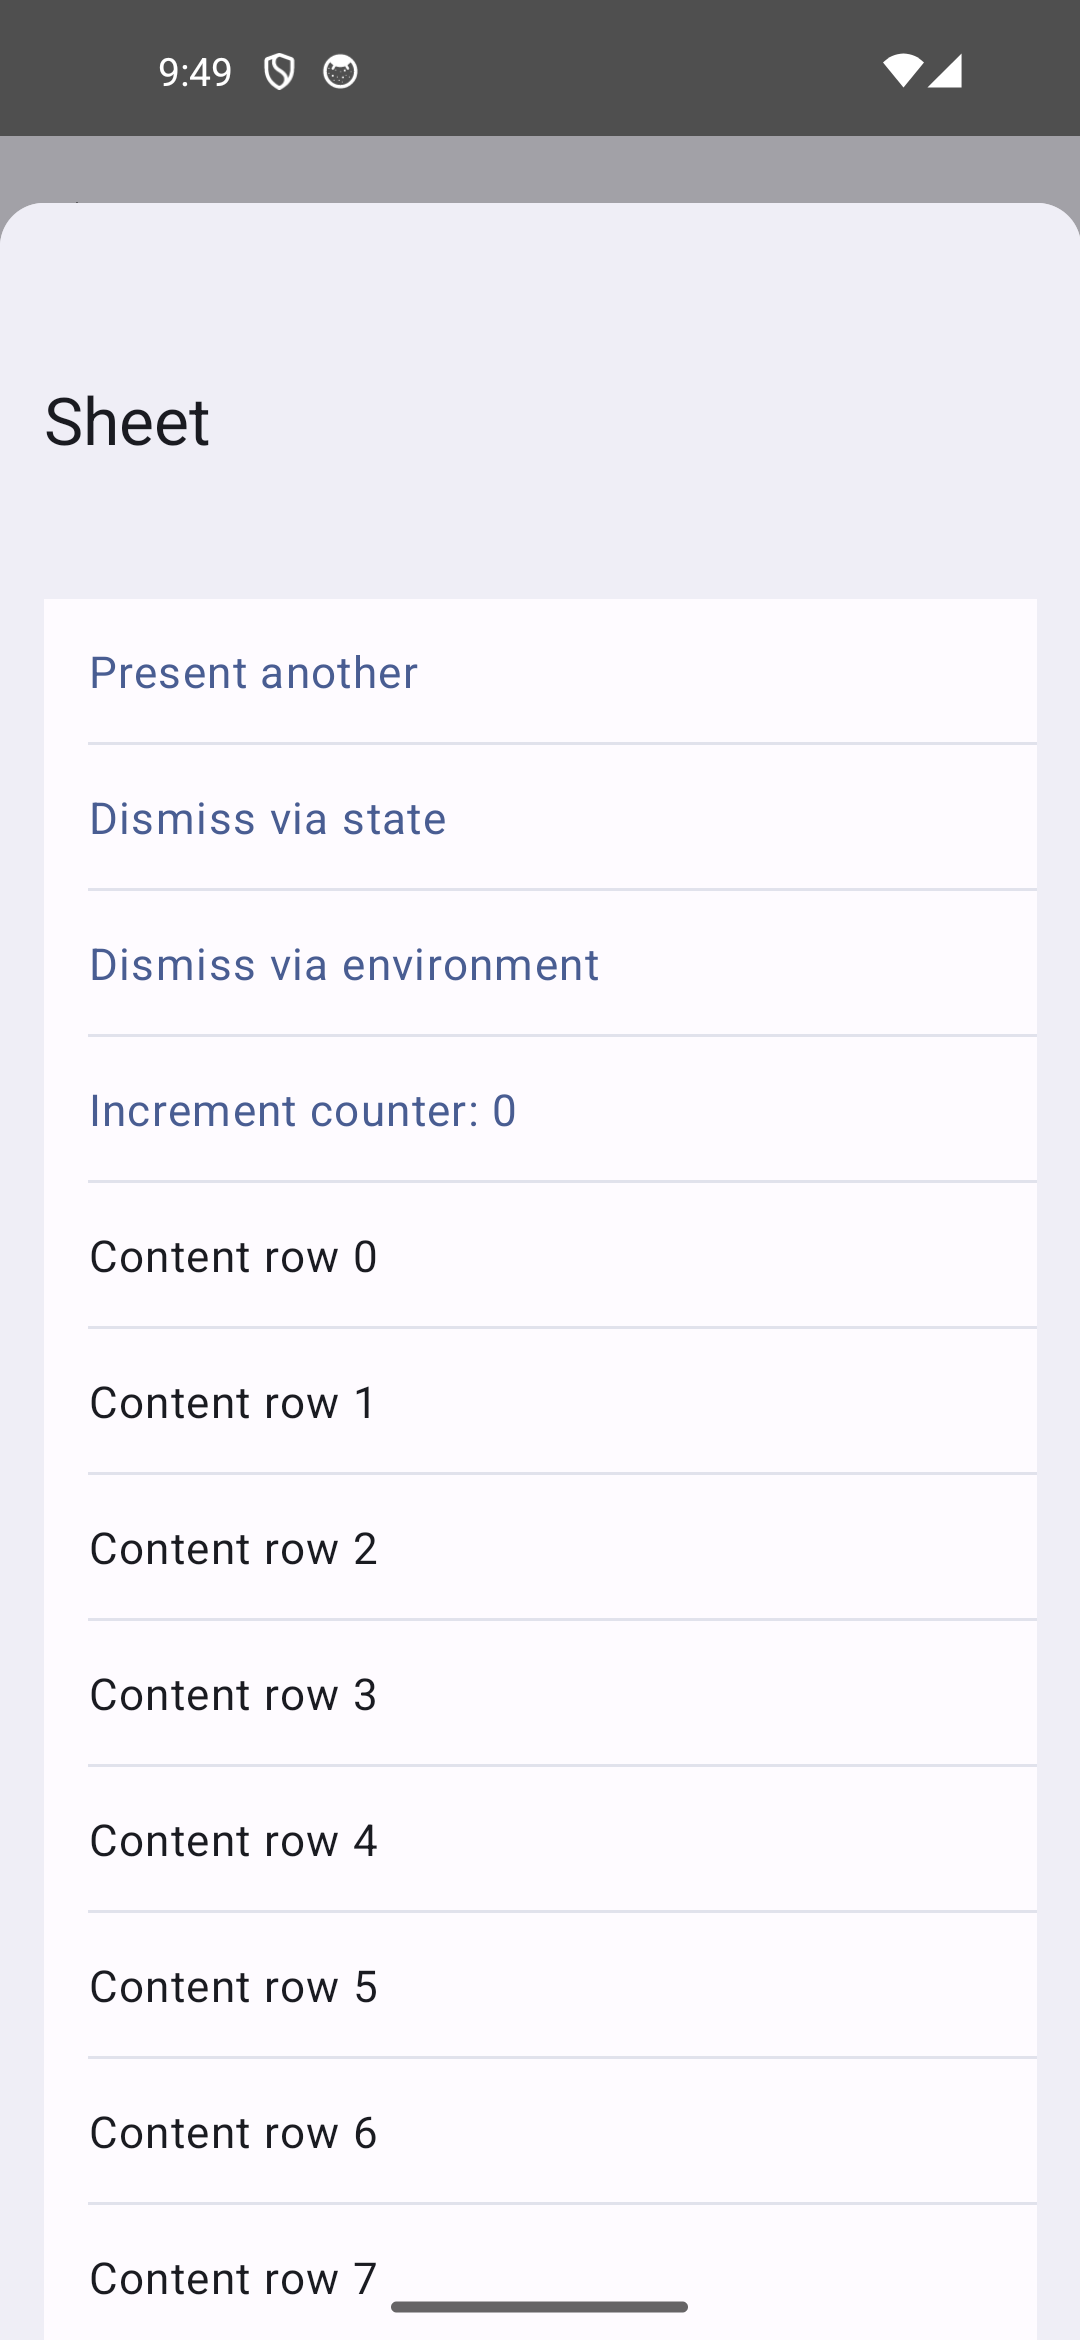 9:49
Sheet
Present another
Dismiss via state
Dismiss via environment
Increment counter: 0
Content row 0
Content row 1
Content row 2
Content row 3
Content row 4
Content row 5
Content row 6
Content row 7